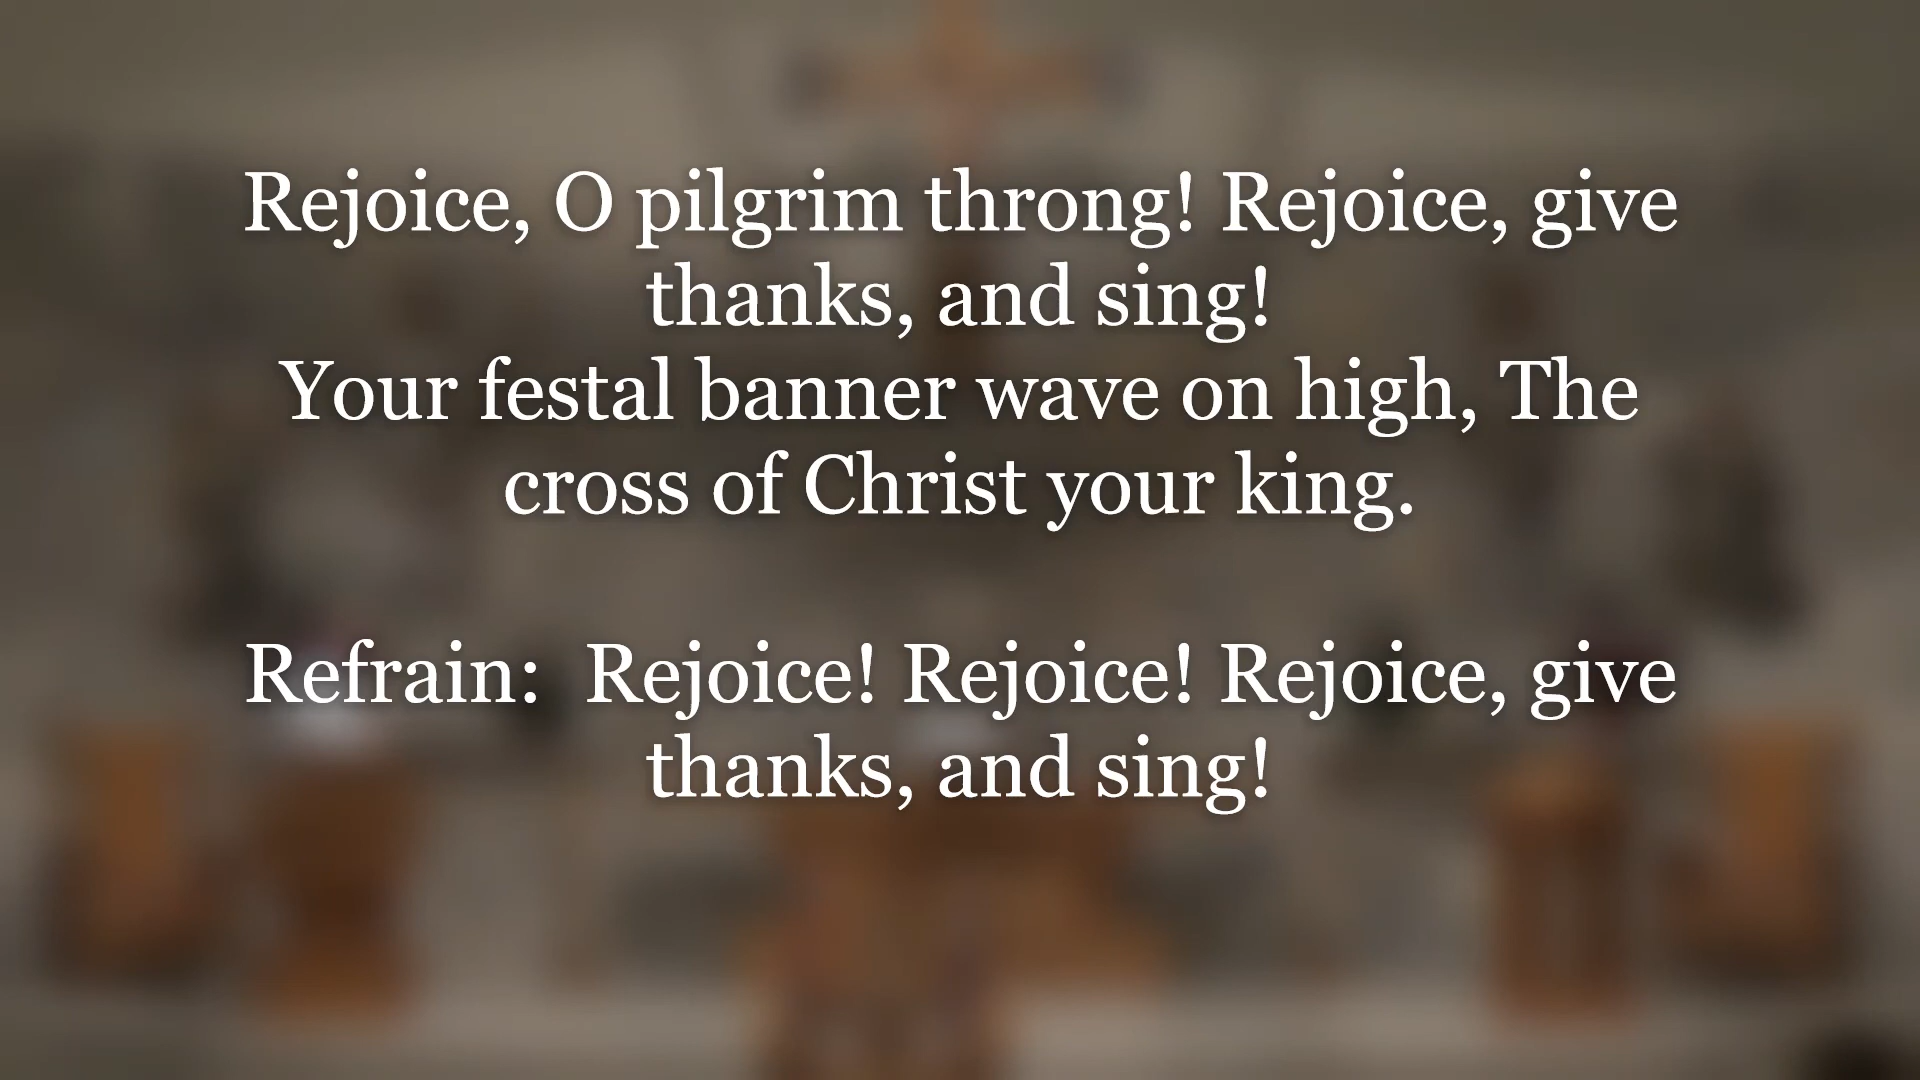 Rejoice, O pilgrim throng! Rejoice, give
thanks, and sing!
Your festal banner wave on high, The
cross of Christ your king.
Refrain:  Rejoice! Rejoice! Rejoice, give
thanks, and sing!